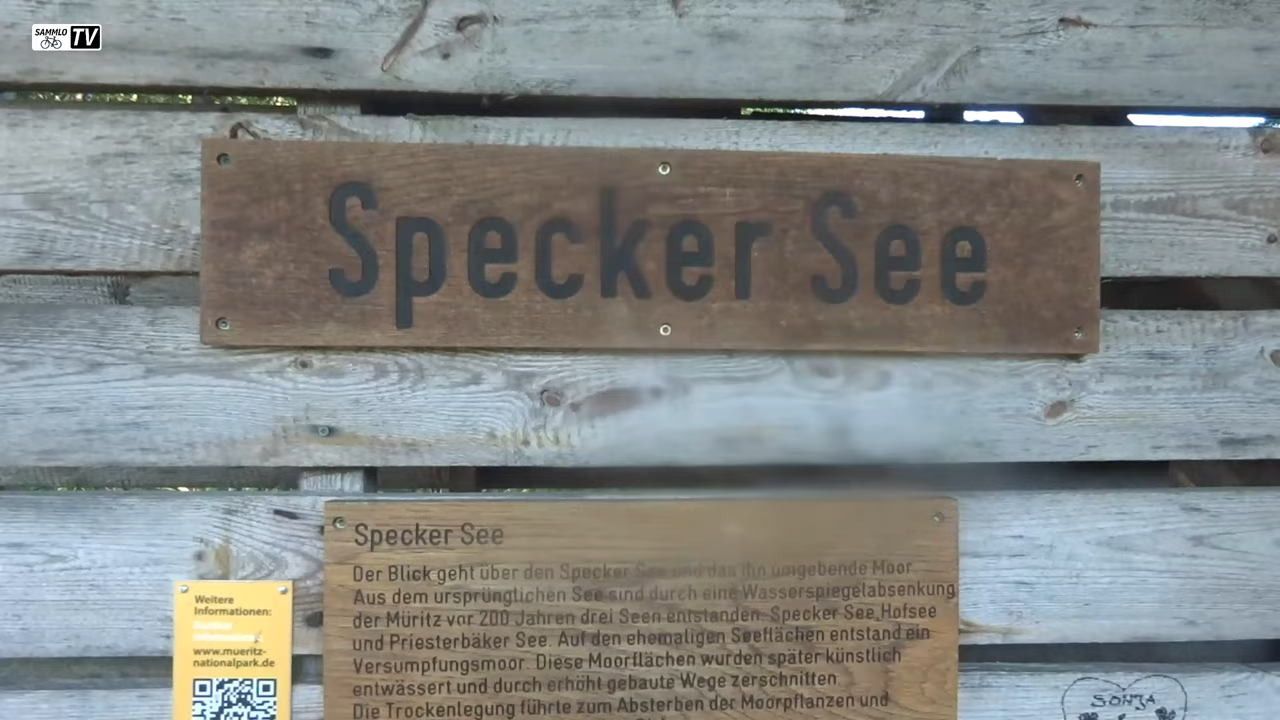 SAMMLO TV
Specker See
Specker See
Der Blick geht über den Specker See und das ihn umgebende Moor.
Aus dem ursprünglichen See sind durch eine Wasserspiegelabsenkung
der Müritz vor 200 Jahren drei Seen entstanden: Specker See, Hofsee
und Priesterbäker See. Auf den ehemaligen Seeflächen entstand ein
Versumpfungsmoor. Diese Moorflächen wurden später künstlich
entwässert und durch erhöht gebaute Wege zerschnitten.
Die Trockenlegung führte zum Absterben der Moorpflanzen und
Weitere
Informationen:
www.mueritz-
nationalpark.de
SONJA